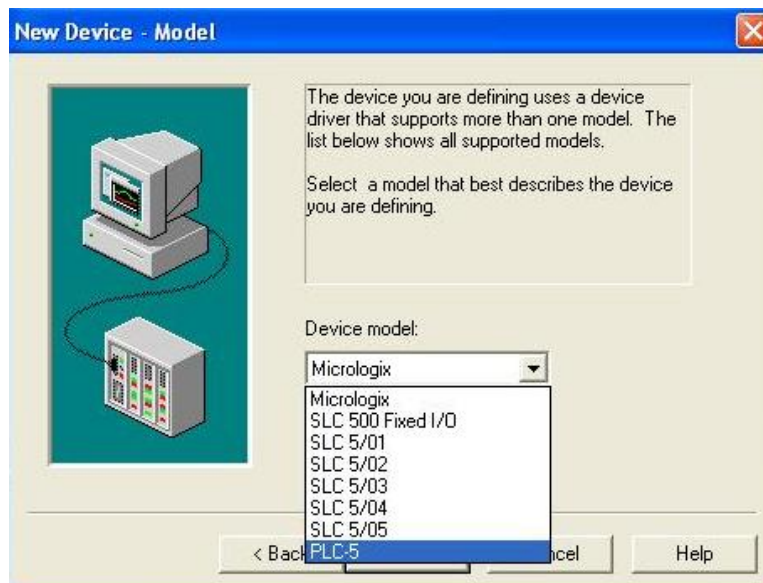 New Device - Model
The device you are defining uses a device
driver that supports more than one model. The
list below shows all supported models.
Select a model that best describes the device
you are defining.
Device model:
Micrologix
Micrologix
SLC 500 Fixed I/O
SLC 5/01
SLC 5/02
SLC 5/03
SLC 5/04
SLC 5/05
PLC-5
< Back
Help